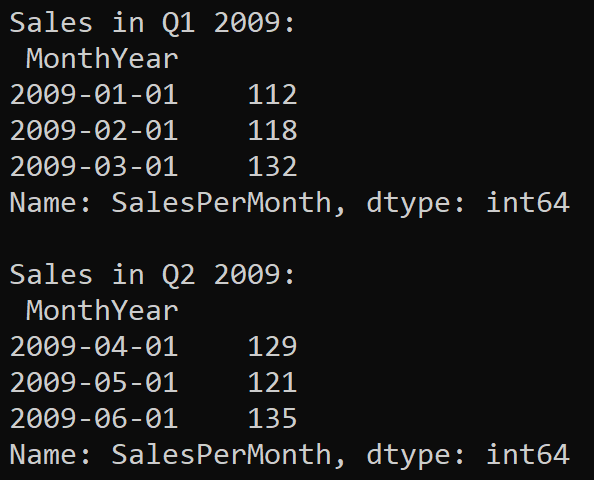 Sales in Q1 2009:
 MonthYear
2009-01-01    112
2009-02-01    118
2009-03-01    132
Name: SalesPerMonth, dtype: int64

Sales in Q2 2009:
 MonthYear
2009-04-01    129
2009-05-01    121
2009-06-01    135
Name: SalesPerMonth, dtype: int64